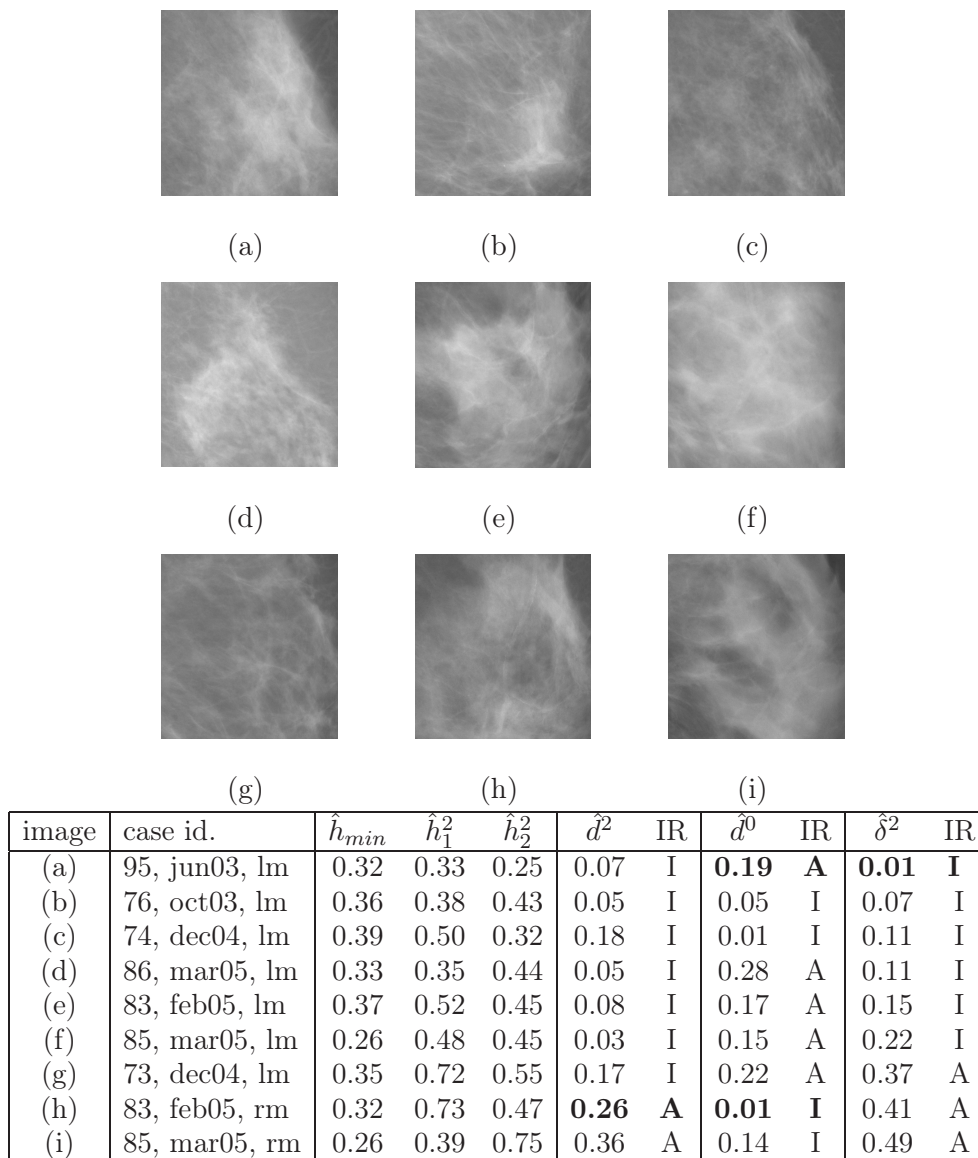 (a) (b) (c)
(d) (e) (f)
(g) (h) (i)
image case id. ĥ_min ĥ²₁ ĥ²₂ d̂² IR d̂⁰ IR δ̂² IR
(a) 95, jun03, lm 0.32 0.33 0.25 0.07 I 0.19 A 0.01 I
(b) 76, oct03, lm 0.36 0.38 0.43 0.05 I 0.05 I 0.07 I
(c) 74, dec04, lm 0.39 0.50 0.32 0.18 I 0.01 I 0.11 I
(d) 86, mar05, lm 0.33 0.35 0.44 0.05 I 0.28 A 0.11 I
(e) 83, feb05, lm 0.37 0.52 0.45 0.08 I 0.17 A 0.15 I
(f) 85, mar05, lm 0.26 0.48 0.45 0.03 I 0.15 A 0.22 I
(g) 73, dec04, lm 0.35 0.72 0.55 0.17 I 0.22 A 0.37 A
(h) 83, feb05, rm 0.32 0.73 0.47 0.26 A 0.01 I 0.41 A
(i) 85, mar05, rm 0.26 0.39 0.75 0.36 A 0.14 I 0.49 A